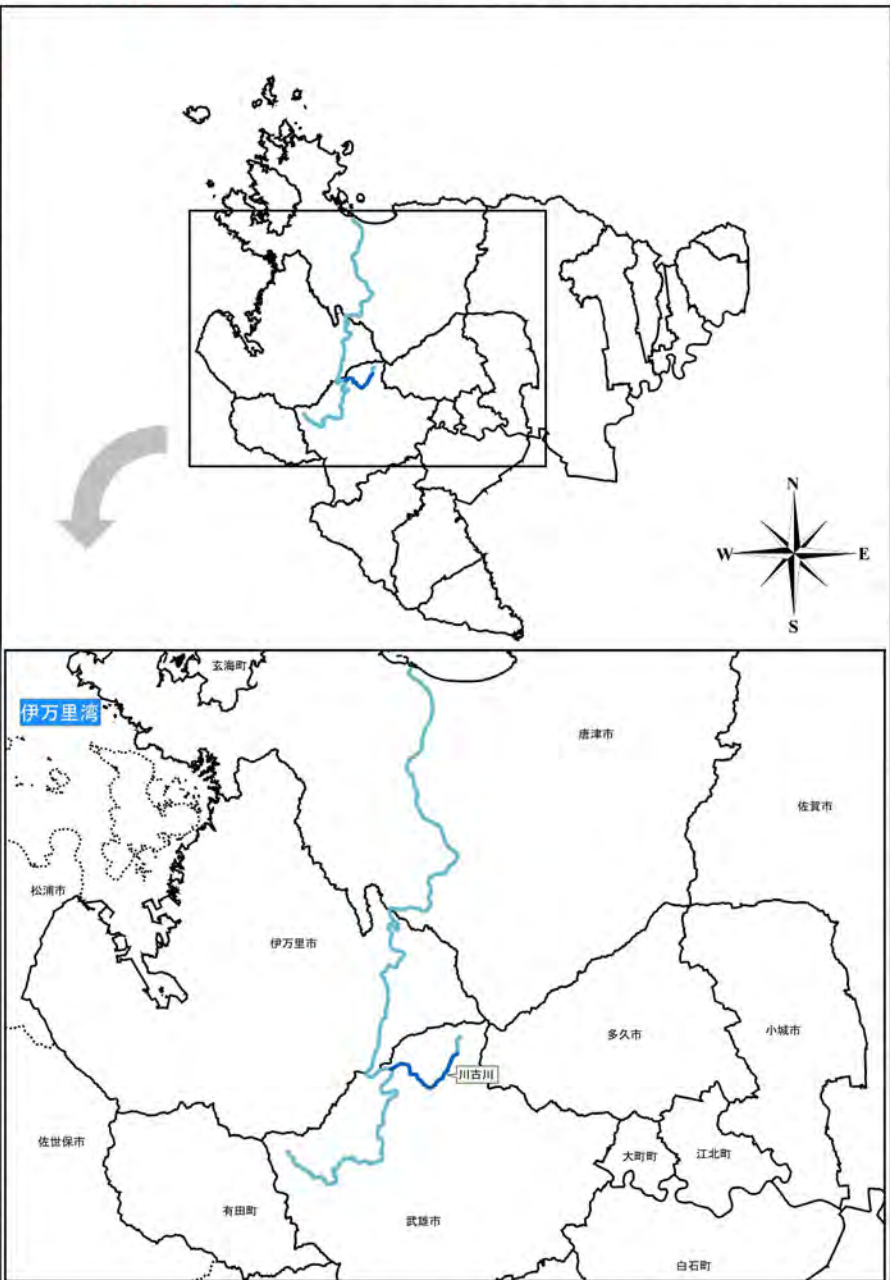 N
W
E
S
玄海町
伊万里湾
唐津市
佐賀市
松浦市
伊万里市
多久市
小城市
川古川
佐世保市
大町町
江北町
有田町
武雄市
白石町